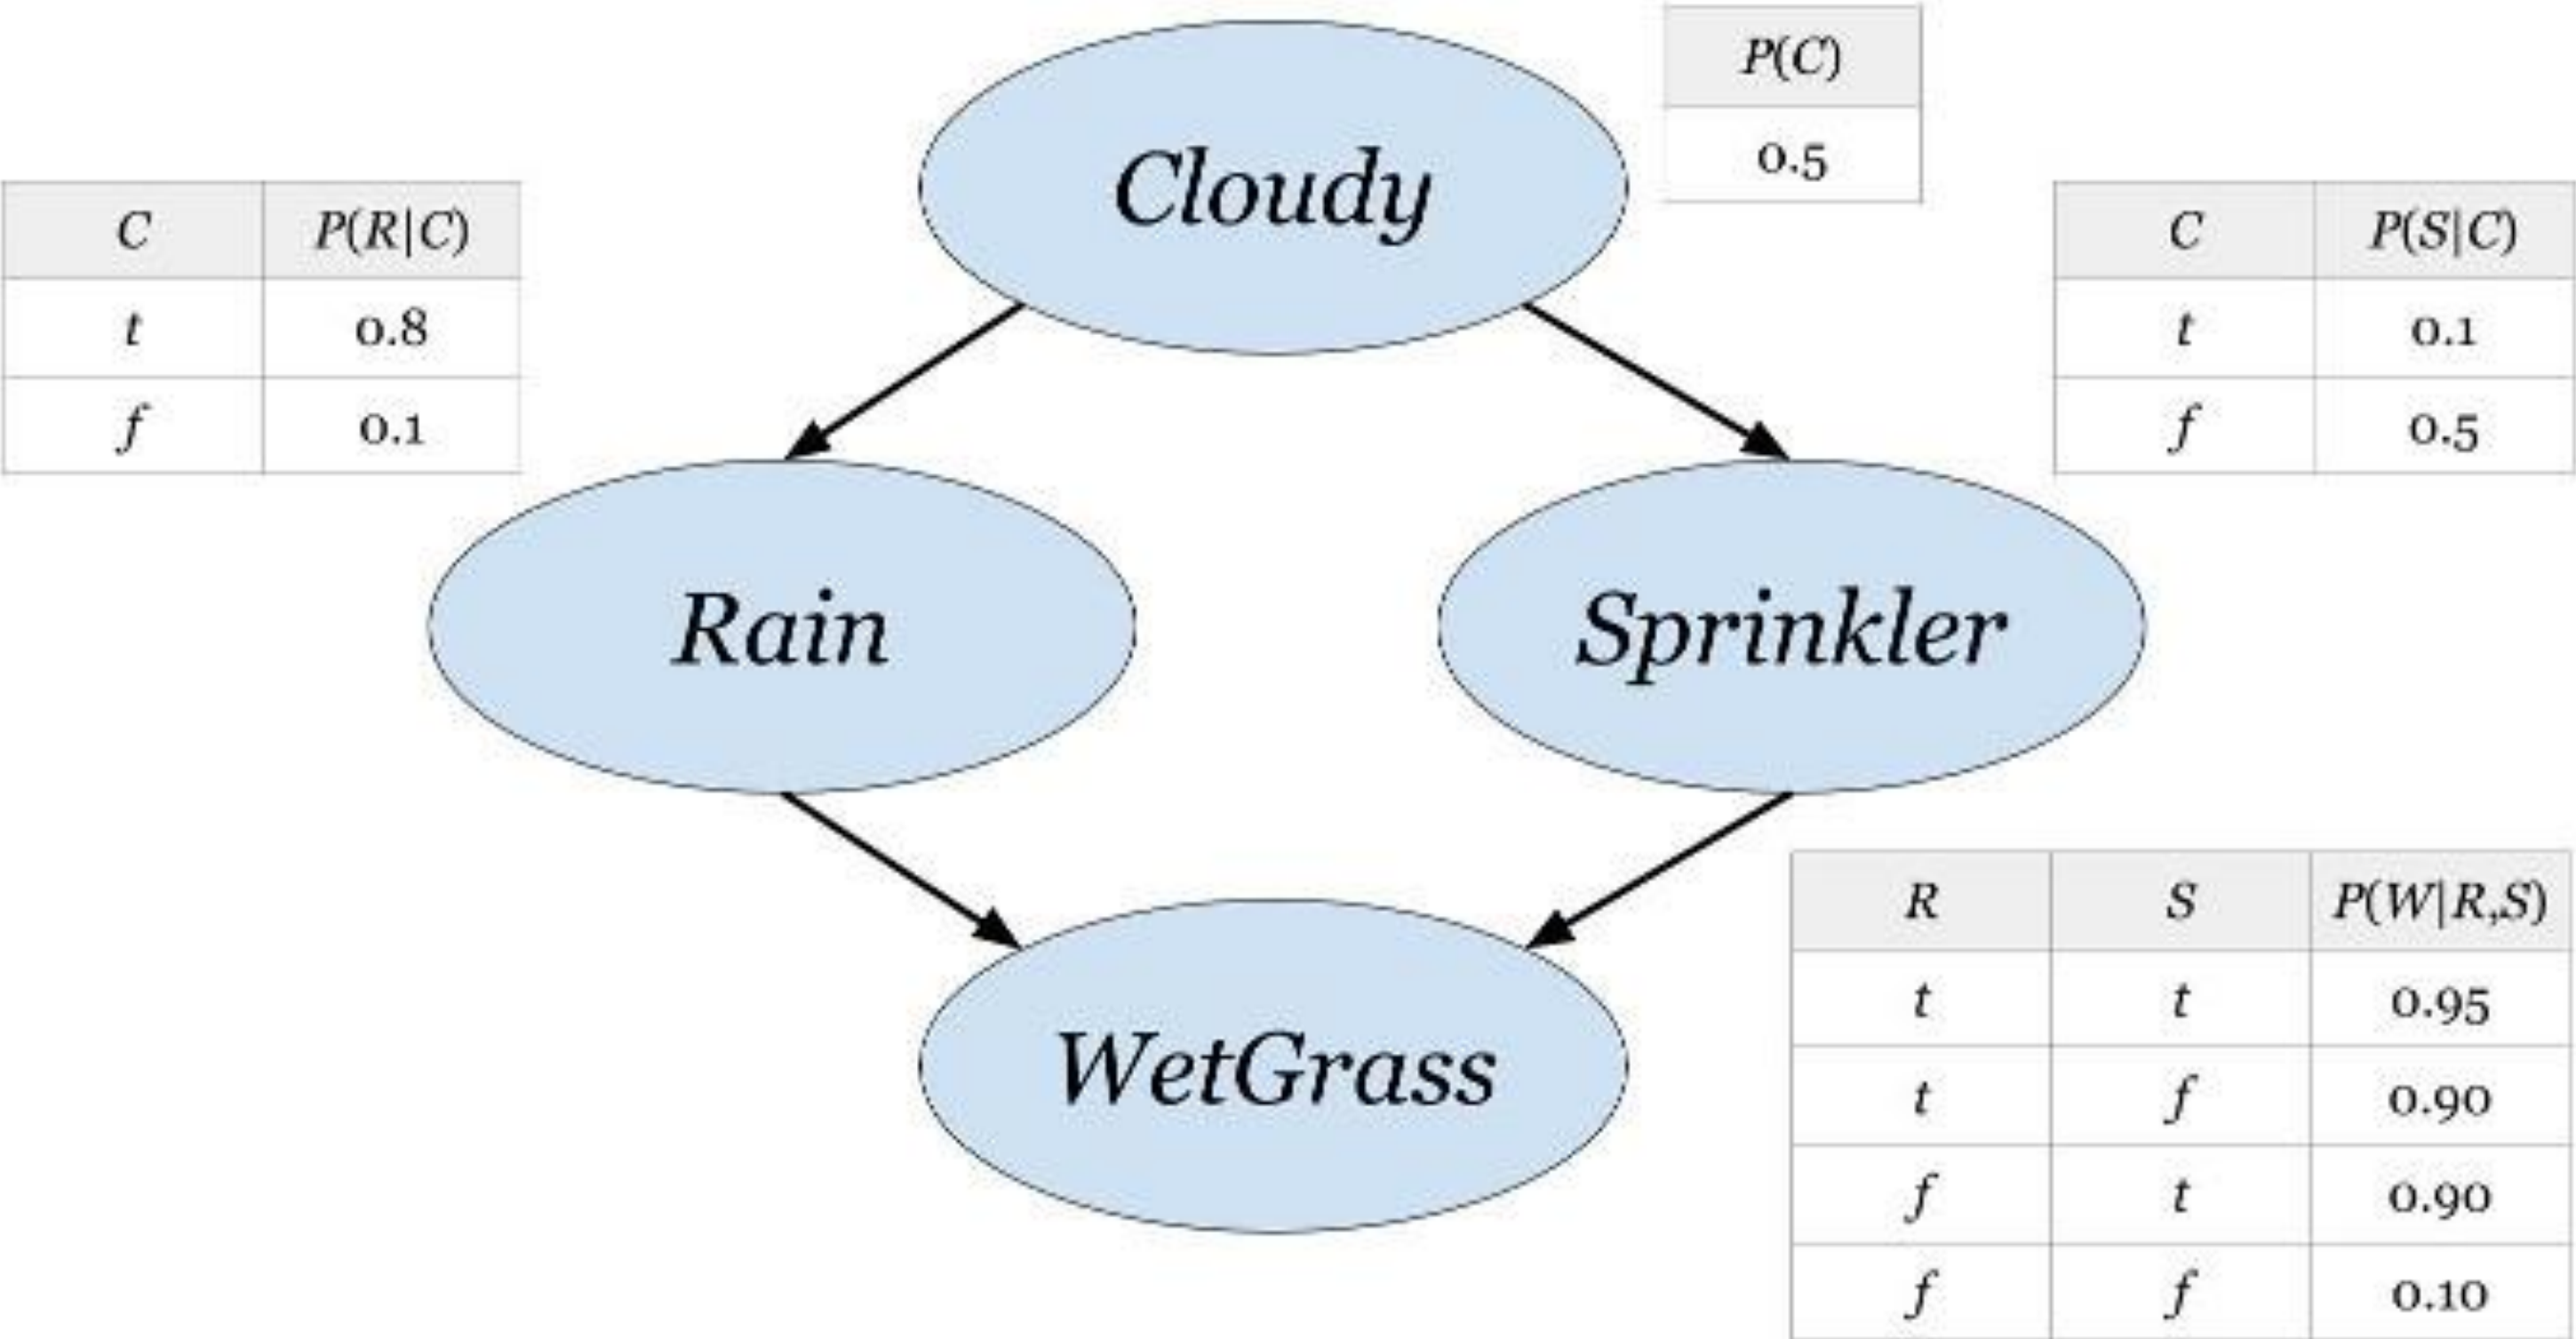 P(C)
0.5
Cloudy
C P(R|C)
t 0.8
f 0.1
C P(S|C)
t 0.1
f 0.5
Rain
Sprinkler
WetGrass
R S P(W|R,S)
t t 0.95
t f 0.90
f t 0.90
f f 0.10